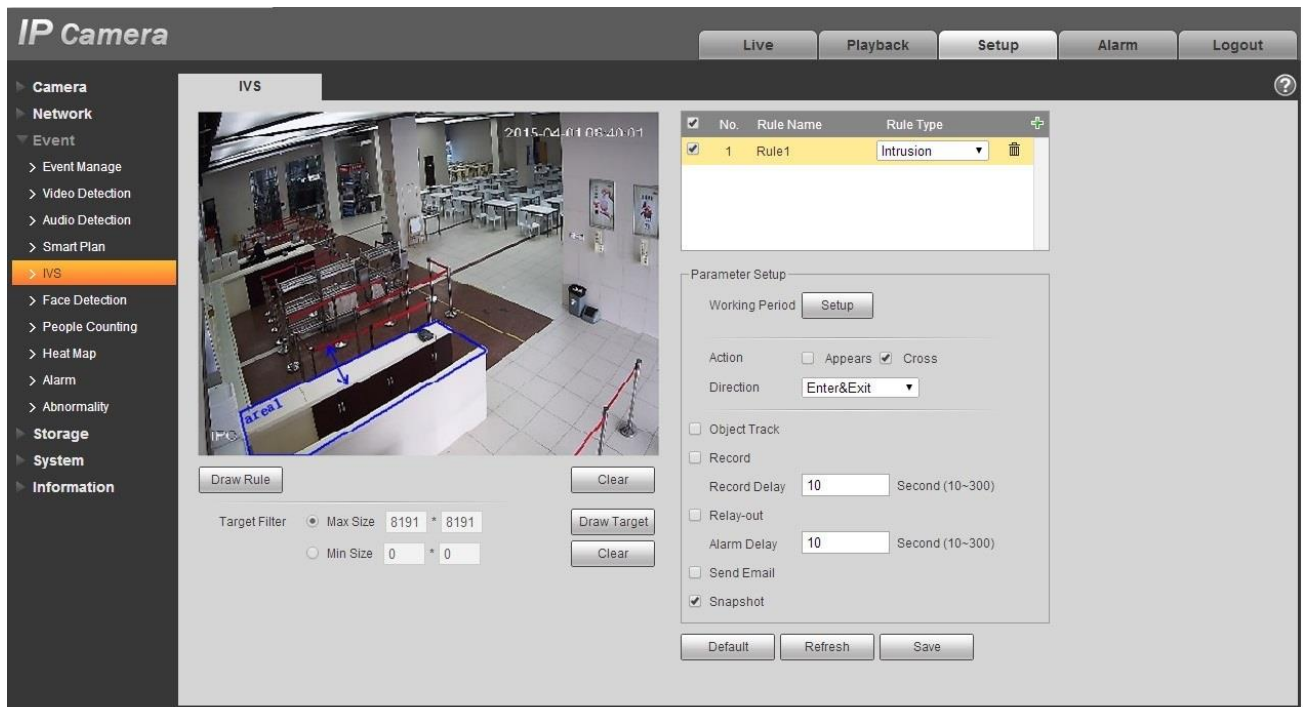 IP Camera
Live Playback Setup Alarm Logout
Camera
Network
Event
> Event Manage
> Video Detection
> Audio Detection
> Smart Plan
> IVS
> Face Detection
> People Counting
> Heat Map
> Alarm
> Abnormality
Storage
System
Information
IVS
?
2015-04-01 08:40:01
area1
IPC
Draw Rule Clear
Target Filter Max Size 8191 * 8191 Draw Target
Min Size 0 * 0 Clear
No. Rule Name Rule Type
1 Rule1 Intrusion
Parameter Setup
Working Period Setup
Action Appears Cross
Direction Enter&Exit
Object Track
Record
Record Delay 10 Second (10~300)
Relay-out
Alarm Delay 10 Second (10~300)
Send Email
Snapshot
Default Refresh Save